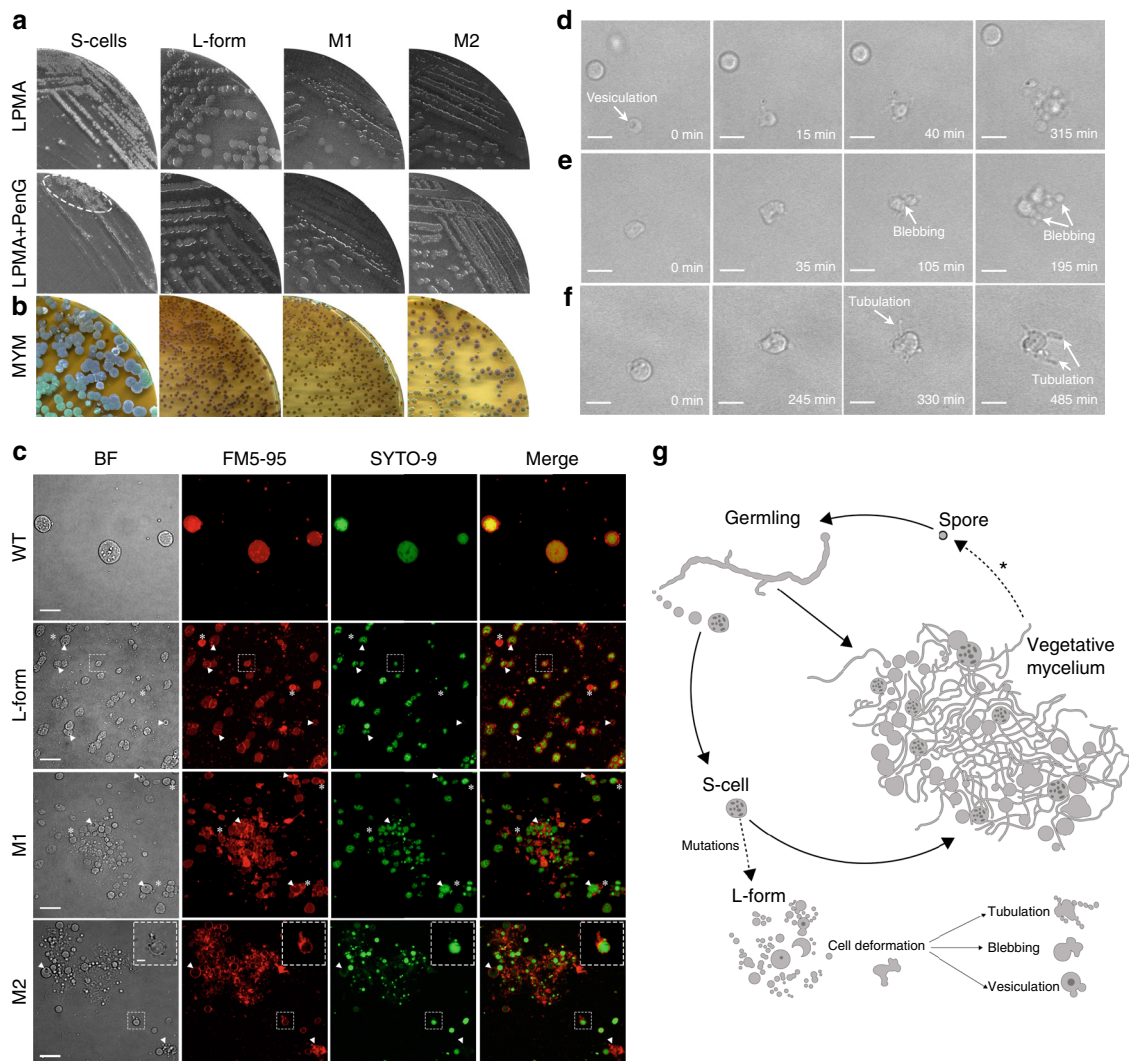 a
S-cells L-form M1 M2
LPMA
LPMA+PenG
b
MYM
c
BF FM5-95 SYTO-9 Merge
WT
L-form
*
*
*
*
*
*
*
*
M1
*
*
*
*
*
*
*
*
M2
d
Vesiculation
0 min 15 min 40 min 315 min
e
Blebbing
Blebbing
0 min 35 min 105 min 195 min
f
Tubulation
Tubulation
0 min 245 min 330 min 485 min
g
Germling
Spore
*
Vegetative
mycelium
S-cell
Mutations
L-form
Cell deformation
Tubulation
Blebbing
Vesiculation